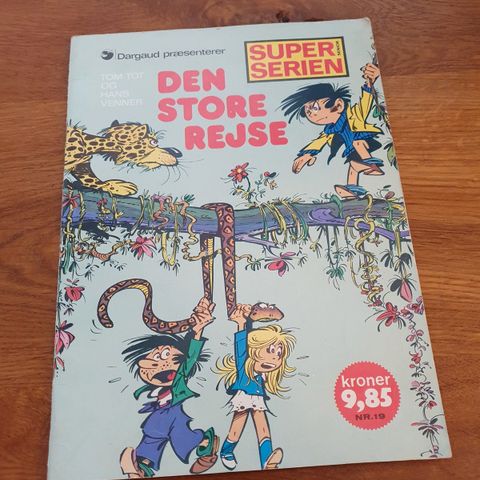 Dargaud præsenterer
TOM TOT
OG
HANS
VENNER
DEN
STORE
REJSE
SUPER
SERIEN
kroner
9,85
NR. 19